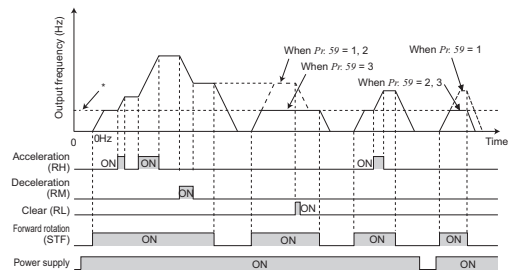 Output frequency (Hz)
When Pr. 59 = 1, 2
When Pr. 59 = 3
When Pr. 59 = 1
When Pr. 59 = 2, 3
*
0
0Hz
Time
Acceleration
(RH)
ON
ON
ON
Deceleration
(RM)
ON
Clear (RL)
ON
Forward rotation
(STF)
ON
ON
ON
ON
Power supply
ON
ON